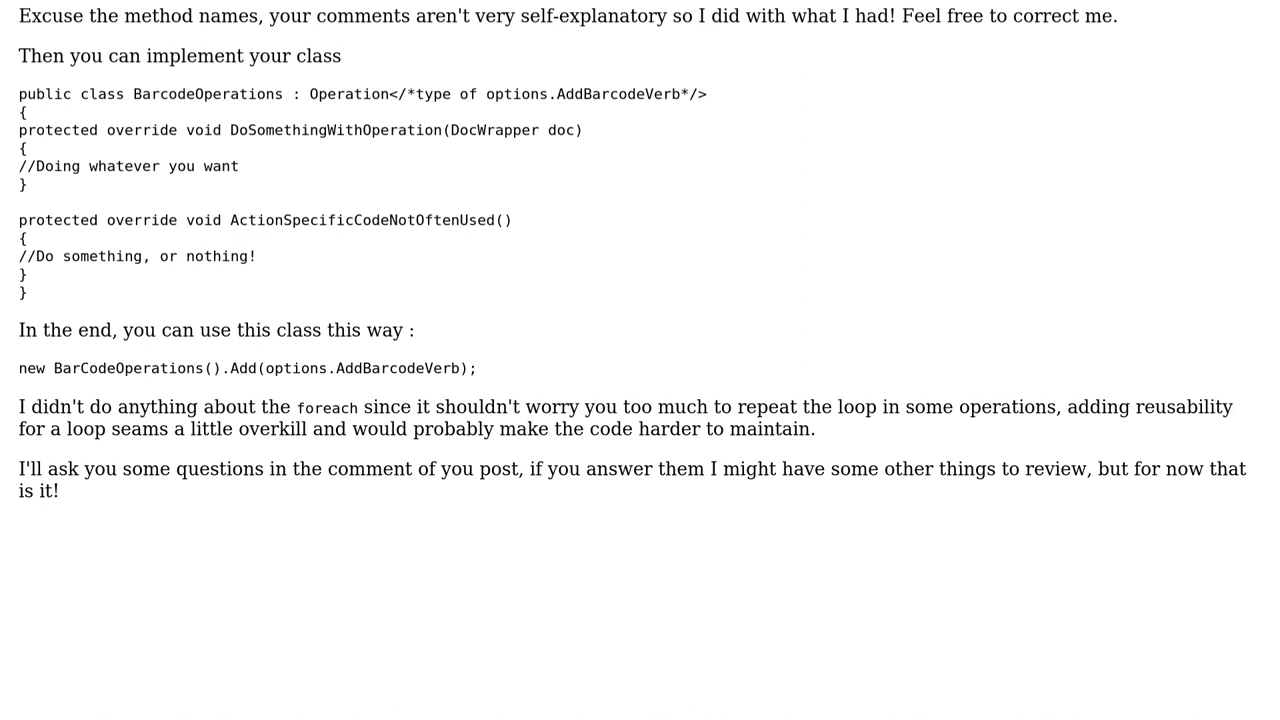 Excuse the method names, your comments aren't very self-explanatory so I did with what I had! Feel free to correct me.
Then you can implement your class
public class BarcodeOperations : Operation</*type of options.AddBarcodeVerb*/>
{
protected override void DoSomethingWithOperation(DocWrapper doc)
{
//Doing whatever you want
}
protected override void ActionSpecificCodeNotOftenUsed()
{
//Do something, or nothing!
}
}
In the end, you can use this class this way :
new BarCodeOperations().Add(options.AddBarcodeVerb);
I didn't do anything about the foreach since it shouldn't worry you too much to repeat the loop in some operations, adding reusability
for a loop seams a little overkill and would probably make the code harder to maintain.
I'll ask you some questions in the comment of you post, if you answer them I might have some other things to review, but for now that
is it!